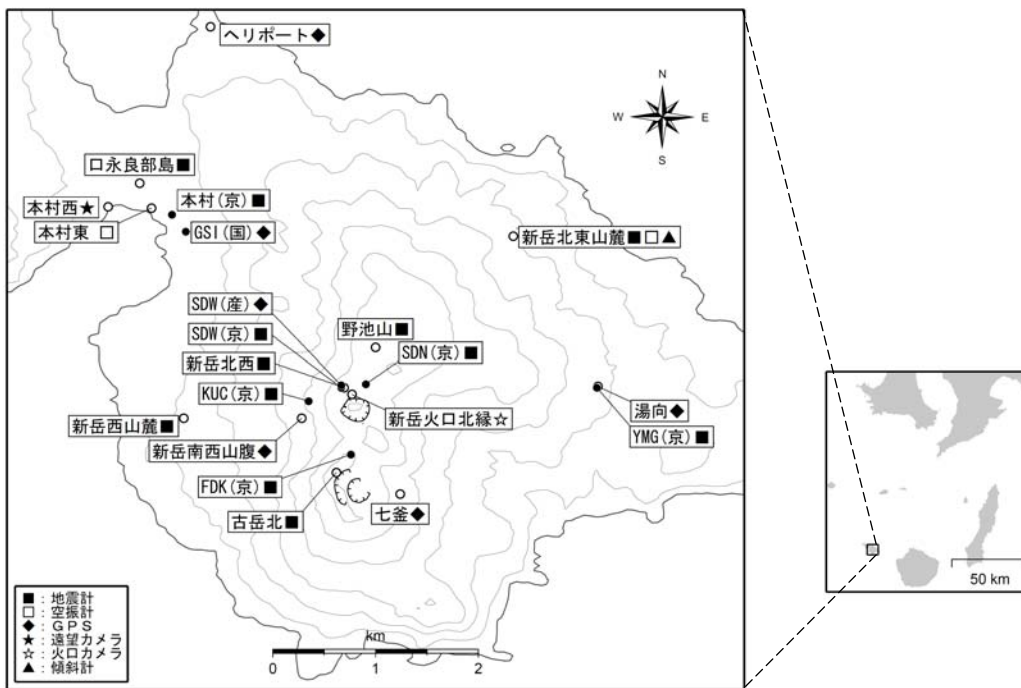 ヘリポート◆
N
W E
S
口永良部島■
本村(京)■
本村西★
本村東 □
GSI(国)◆
新岳北東山麓■□▲
SDW(産)◆
野池山■
SDW(京)■
SDN(京)■
新岳北西■
KUC(京)■
新岳火口北縁☆
湯向◆
新岳西山麓■
YMG(京)■
新岳南西山腹◆
FDK(京)■
七釜◆
古岳北■
■：地震計
□：空振計
◆：GPS
★：遠望カメラ
☆：火口カメラ
▲：傾斜計
km
0 1 2
50 km